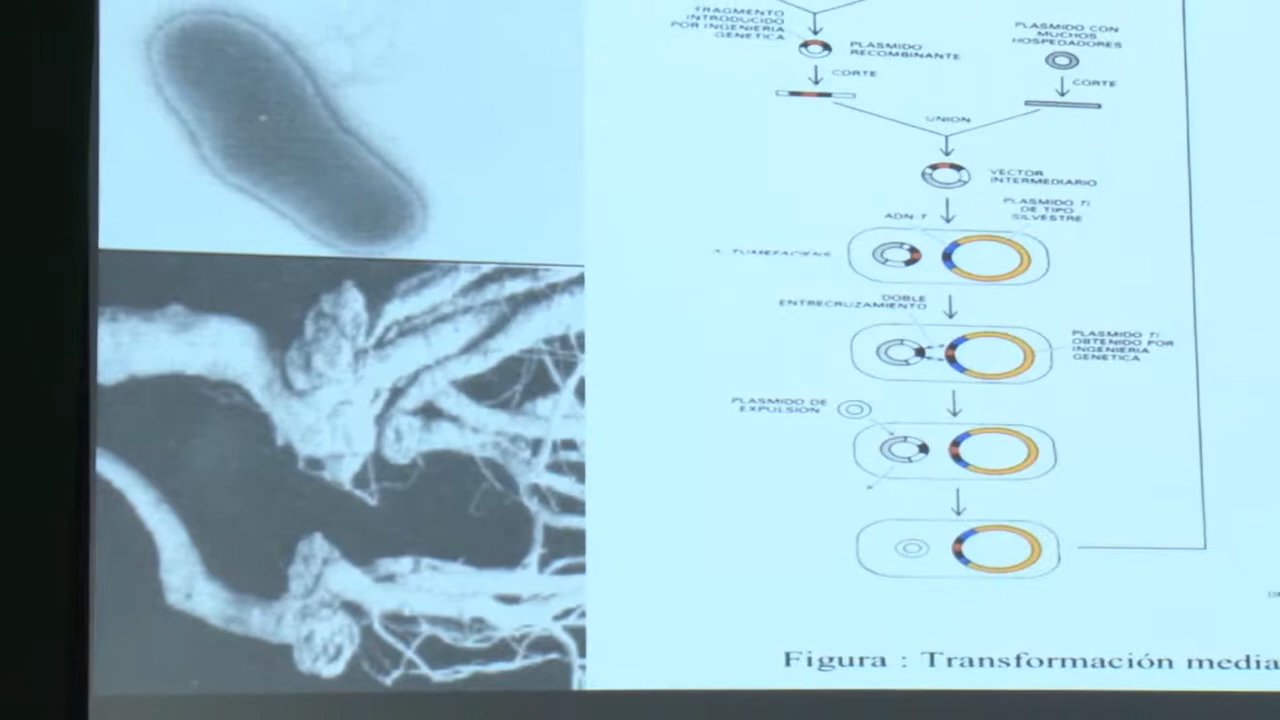 FRAGMENTO
INTRODUCIDO
POR INGENIERIA
GENETICA
PLASMIDO
RECOMBINANTE
PLASMIDO CON
MUCHOS
HOSPEDADORES
CORTE
CORTE
UNION
VECTOR
INTERMEDIARIO
ADN-T
PLASMIDO Ti
DE TIPO
SILVESTRE
A. TUMEFACIENS
DOBLE
ENTRECRUZAMIENTO
PLASMIDO Ti
OBTENIDO POR
INGENIERIA
GENETICA
PLASMIDO DE
EXPULSION
Figura : Transformación media